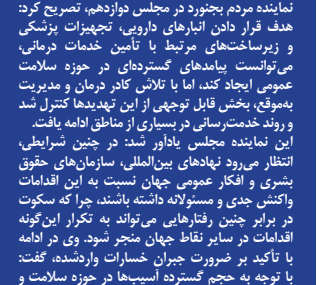 نماینده مردم بجنورد در مجلس دوازدهم، تصریح کرد:
هدف قرار دادن انبارهای دارویی، تجهیزات پزشکی
و زیرساخت‌های مرتبط با تأمین خدمات درمانی،
می‌توانست پیامدهای گسترده‌ای در حوزه سلامت
عمومی ایجاد کند، اما با تلاش کادر درمان و مدیریت
به‌موقع، بخش قابل توجهی از این تهدیدها کنترل شد
و روند خدمت‌رسانی در بسیاری از مناطق ادامه یافت.
این نماینده مجلس یادآور شد: در چنین شرایطی،
انتظار می‌رود نهادهای بین‌المللی، سازمان‌های حقوق
بشری و افکار عمومی جهان نسبت به این اقدامات
واکنش جدی و مسئولانه داشته باشند، چرا که سکوت
در برابر چنین رفتارهایی می‌تواند به تکرار این‌گونه
اقدامات در سایر نقاط جهان منجر شود. وی در ادامه
با تأکید بر ضرورت جبران خسارات واردشده، گفت:
با توجه به حجم گسترده آسیب‌ها در حوزه سلامت و